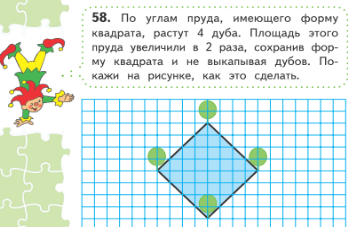 58. По углам пруда, имеющего форму
квадрата, растут 4 дуба. Площадь этого
пруда увеличили в 2 раза, сохранив фор-
му квадрата и не выкапывая дубов. По-
кажи на рисунке, как это сделать.